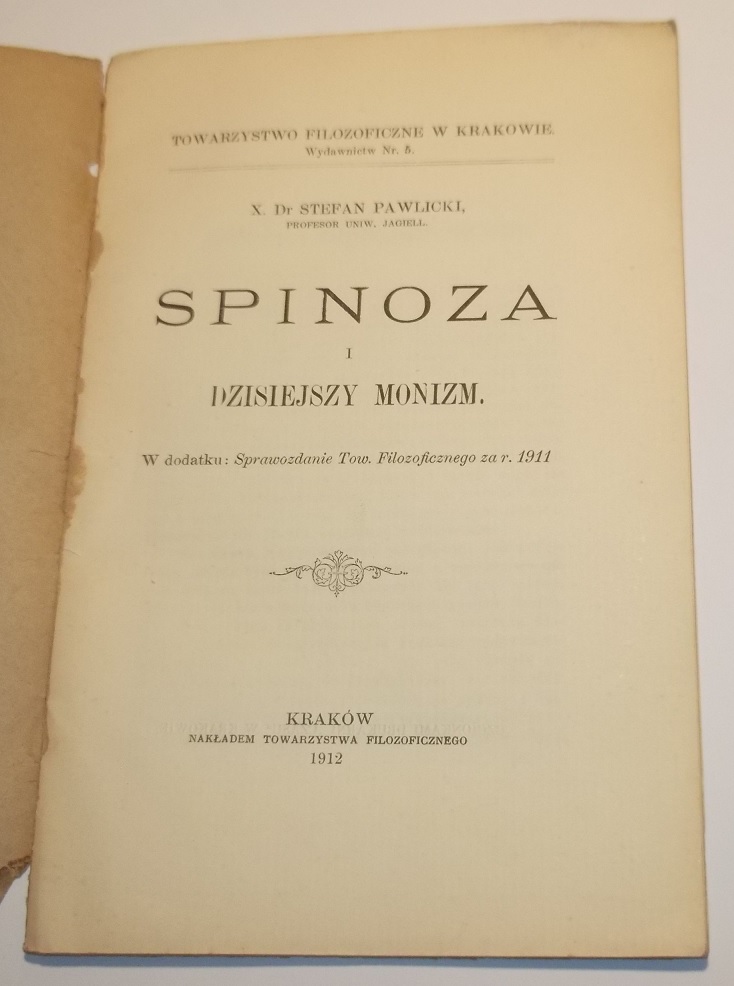 TOWARZYSTWO FILOZOFICZNE W KRAKOWIE.
Wydawnictw Nr. 5.
X. Dr STEFAN PAWLICKI,
PROFESOR UNIW. JAGIELL.
SPINOZA
I
DZISIEJSZY MONIZM.
W dodatku: Sprawozdanie Tow. Filozoficznego za r. 1911
KRAKÓW
NAKŁADEM TOWARZYSTWA FILOZOFICZNEGO
1912